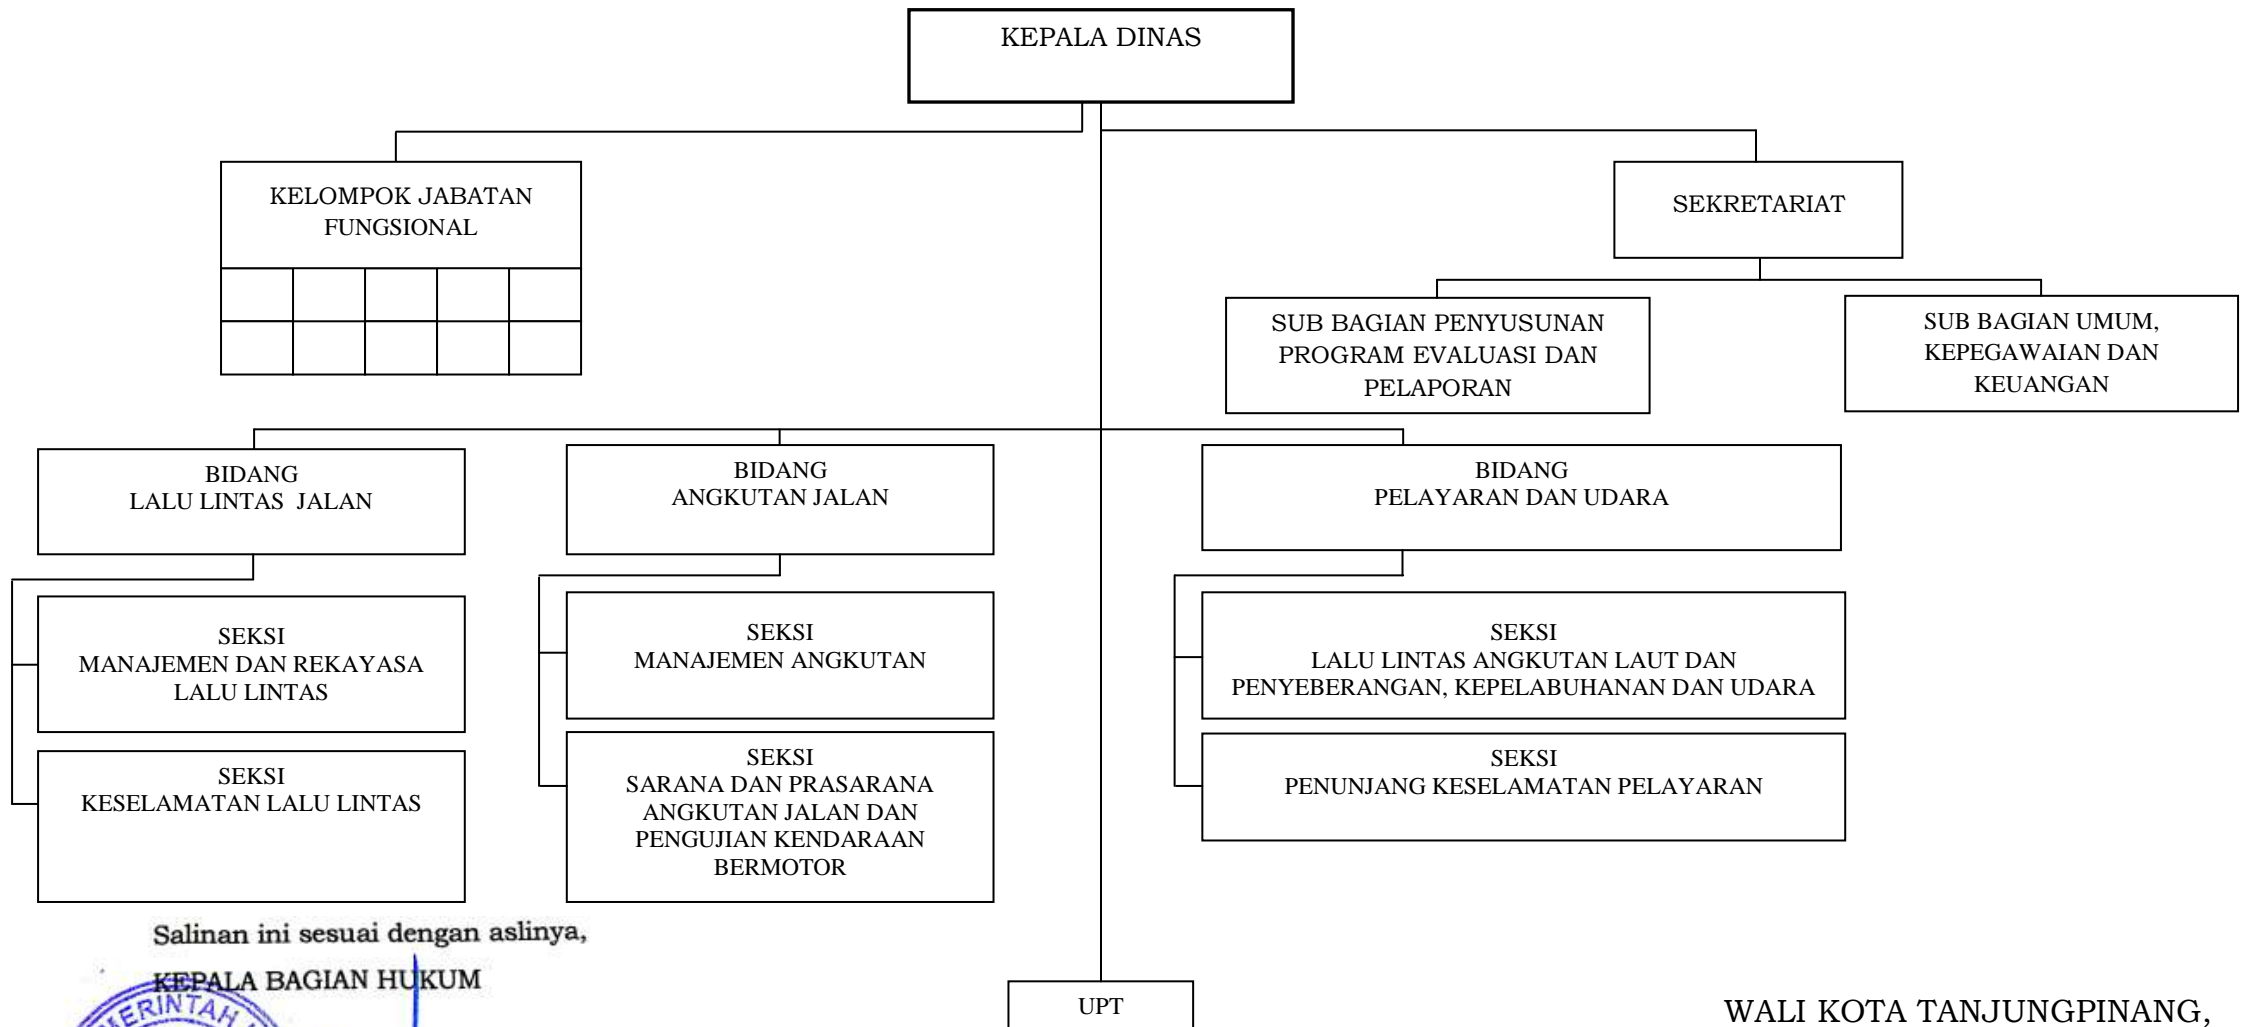 KEPALA DINAS
KELOMPOK JABATAN
FUNGSIONAL
SEKRETARIAT
SUB BAGIAN PENYUSUNAN
PROGRAM EVALUASI DAN
PELAPORAN
SUB BAGIAN UMUM,
KEPEGAWAIAN DAN
KEUANGAN
BIDANG
LALU LINTAS JALAN
BIDANG
ANGKUTAN JALAN
BIDANG
PELAYARAN DAN UDARA
SEKSI
MANAJEMEN DAN REKAYASA
LALU LINTAS
SEKSI
KESELAMATAN LALU LINTAS
SEKSI
MANAJEMEN ANGKUTAN
SEKSI
SARANA DAN PRASARANA
ANGKUTAN JALAN DAN
PENGUJIAN KENDARAAN
BERMOTOR
SEKSI
LALU LINTAS ANGKUTAN LAUT DAN
PENYEBERANGAN, KEPELABUHANAN DAN UDARA
SEKSI
PENUNJANG KESELAMATAN PELAYARAN
Salinan ini sesuai dengan aslinya,
KEPALA BAGIAN HUKUM
UPT
WALI KOTA TANJUNGPINANG,